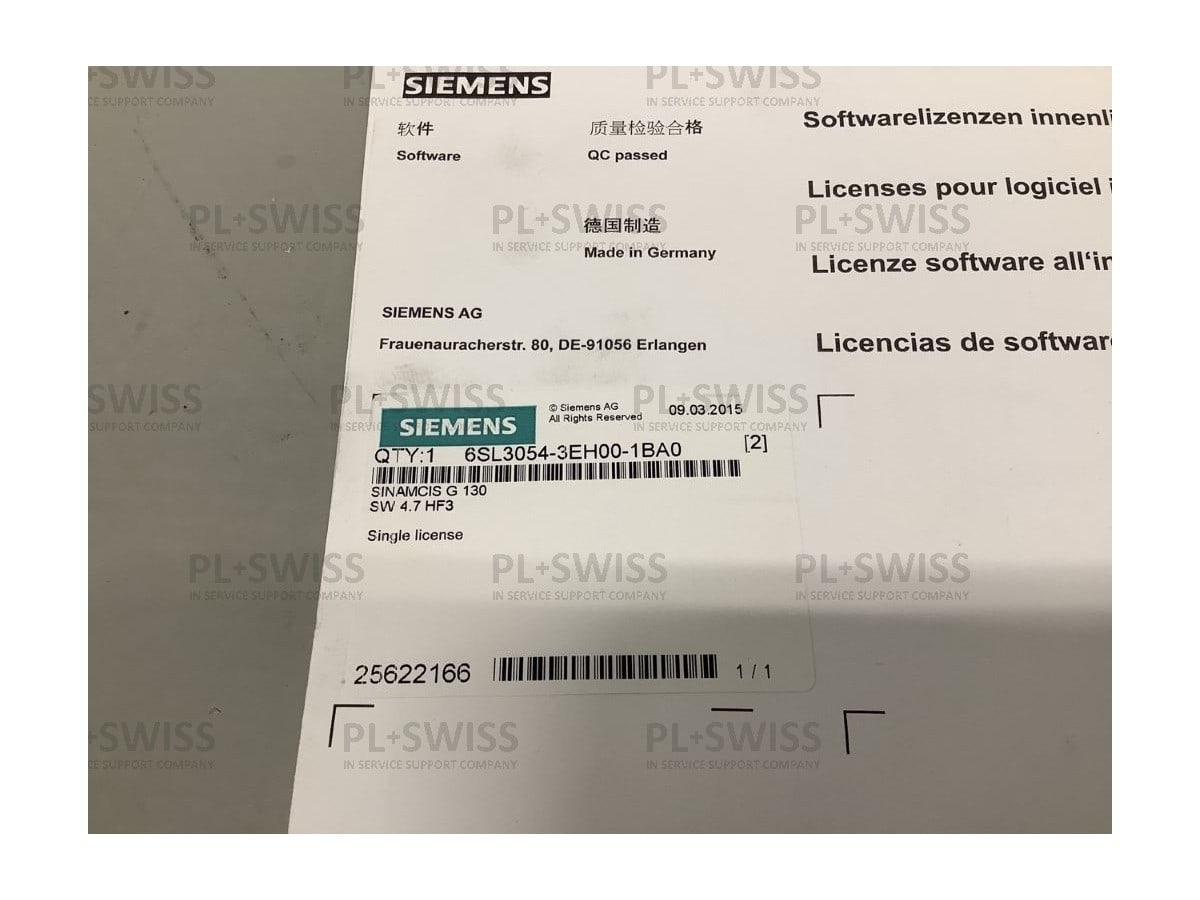 SIEMENS
软件
质量检验合格
Software
QC passed
德国制造
Made in Germany
SIEMENS AG
Frauenauracherstr. 80, DE-91056 Erlangen
Softwarelizenzen innenli
Licenses pour logiciel i
Licenze software all‘in
Licencias de software
SIEMENS
© Siemens AG
All Rights Reserved
09.03.2015
QTY:1 6SL3054-3EH00-1BA0 [2]
SINAMCIS G 130
SW 4.7 HF3
Single license
25622166 1 / 1
PL+SWISS
IN SERVICE SUPPORT COMPANY